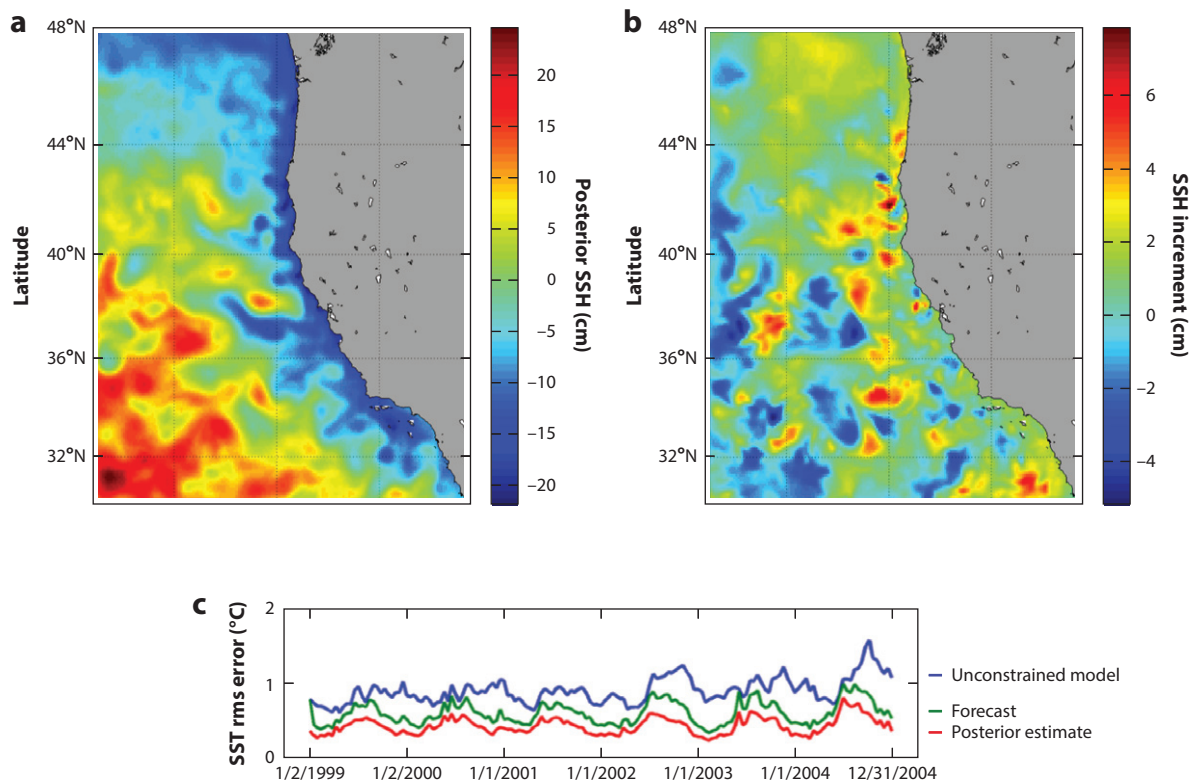 a
48°N
44°N
40°N
36°N
32°N
Latitude
20
15
10
5
0
−5
−10
−15
−20
Posterior SSH (cm)
b
48°N
44°N
40°N
36°N
32°N
Latitude
6
4
2
0
−2
−4
SSH increment (cm)
c
SST rms error (°C)
2
1
0
1/2/1999
1/2/2000
1/1/2001
1/1/2002
1/1/2003
1/1/2004
12/31/2004
Unconstrained model
Forecast
Posterior estimate